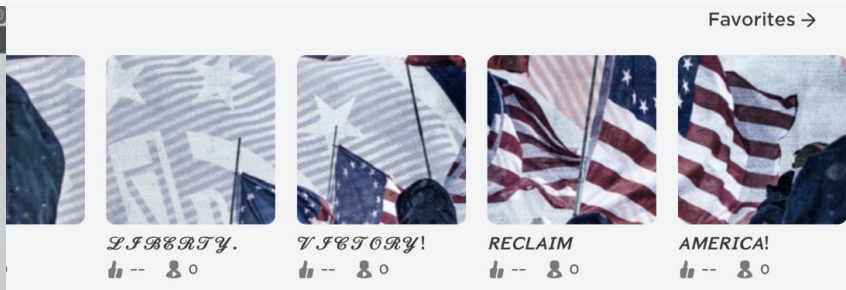 Favorites →
ℒℐℬℰℛ𝒯𝒴. 𝒱ℐ𝒞𝒯𝒪ℛ𝒴! RECLAIM AMERICA!
-- 0 -- 0 -- 0 -- 0